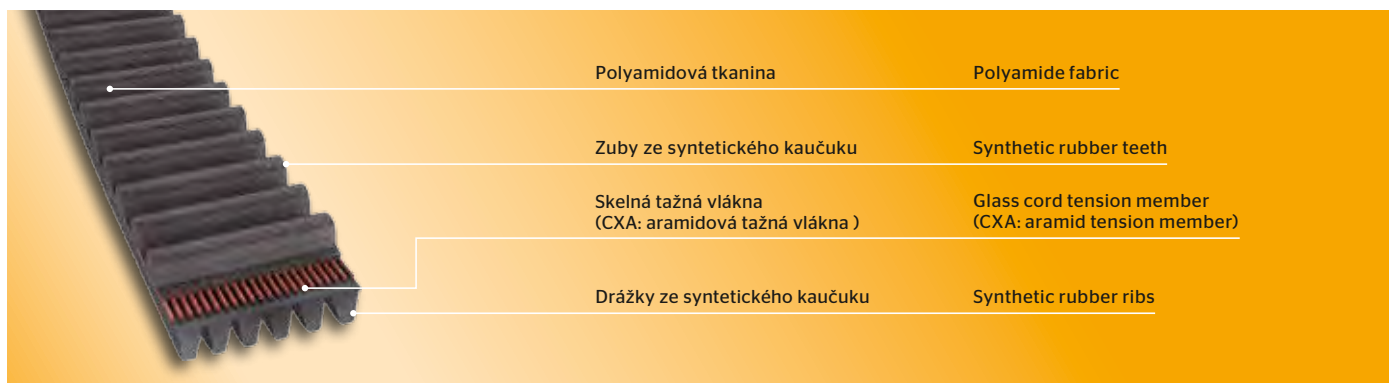 Polyamidová tkanina
Polyamide fabric
Zuby ze syntetického kaučuku
Synthetic rubber teeth
Skelná tažná vlákna
(CXA: aramidová tažná vlákna )
Glass cord tension member
(CXA: aramid tension member)
Drážky ze syntetického kaučuku
Synthetic rubber ribs